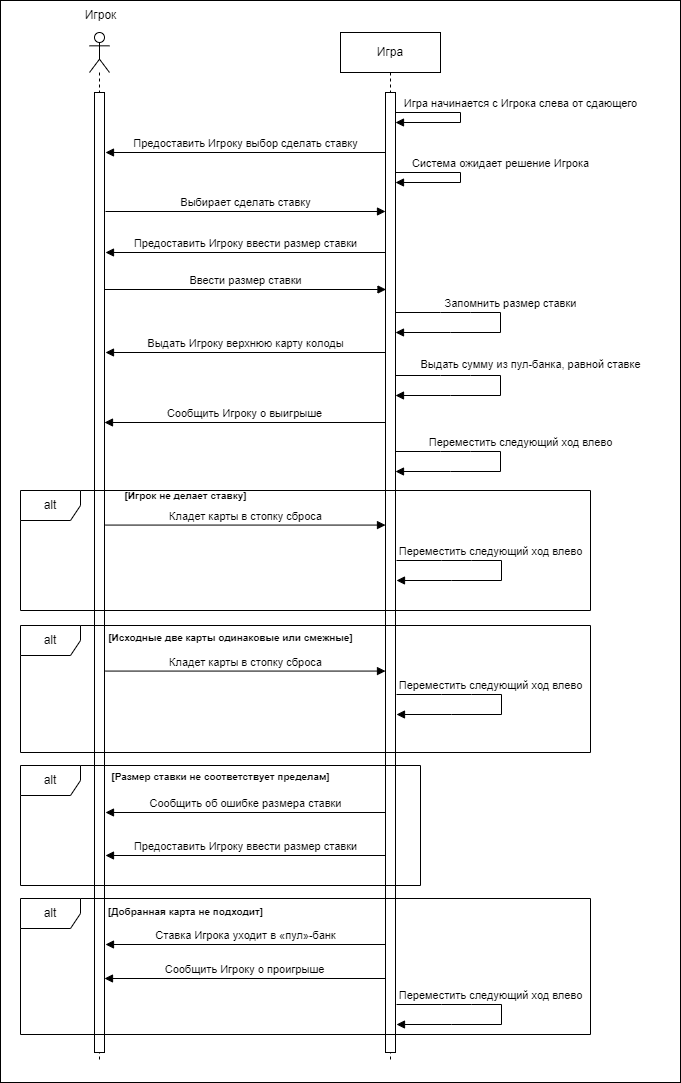 Игрок
Игра
Игра начинается с Игрока слева от сдающего
Предоставить Игроку выбор сделать ставку
Система ожидает решение Игрока
Выбирает сделать ставку
Предоставить Игроку ввести размер ставки
Ввести размер ставки
Запомнить размер ставки
Выдать Игроку верхнюю карту колоды
Выдать сумму из пул-банка, равной ставке
Сообщить Игроку о выигрыше
Переместить следующий ход влево
alt
[Игрок не делает ставку]
Кладет карты в стопку сброса
Переместить следующий ход влево
alt
[Исходные две карты одинаковые или смежные]
Кладет карты в стопку сброса
Переместить следующий ход влево
alt
[Размер ставки не соответствует пределам]
Сообщить об ошибке размера ставки
Предоставить Игроку ввести размер ставки
alt
[Добранная карта не подходит]
Ставка Игрока уходит в «пул»-банк
Сообщить Игроку о проигрыше
Переместить следующий ход влево